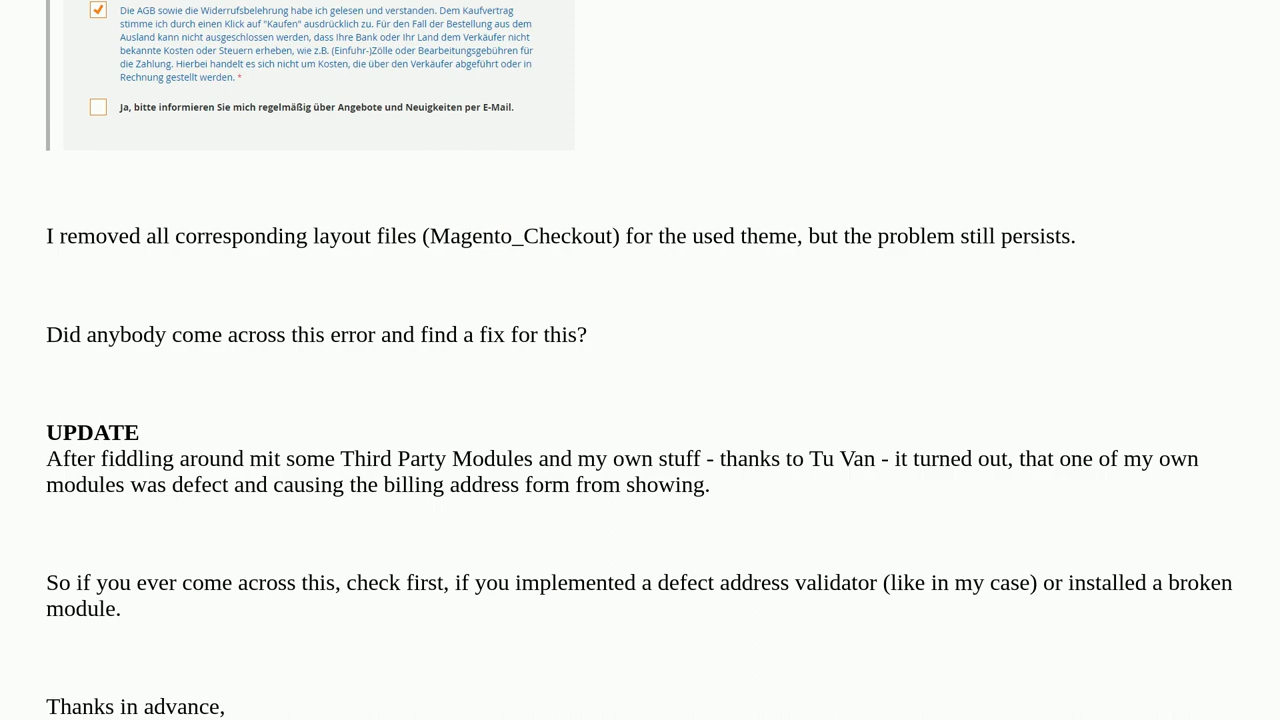 Die AGB sowie die Widerrufsbelehrung habe ich gelesen und verstanden. Dem Kaufvertrag
stimme ich durch einen Klick auf "Kaufen" ausdrücklich zu. Für den Fall der Bestellung aus dem
Ausland kann nicht ausgeschlossen werden, dass Ihre Bank oder Ihr Land dem Verkäufer nicht
bekannte Kosten oder Steuern erheben, wie z.B. (Einfuhr-)Zölle oder Bearbeitungsgebühren für
die Zahlung. Hierbei handelt es sich nicht um Kosten, die über den Verkäufer abgeführt oder in
Rechnung gestellt werden. *
Ja, bitte informieren Sie mich regelmäßig über Angebote und Neuigkeiten per E-Mail.
I removed all corresponding layout files (Magento_Checkout) for the used theme, but the problem still persists.
Did anybody come across this error and find a fix for this?
UPDATE
After fiddling around mit some Third Party Modules and my own stuff - thanks to Tu Van - it turned out, that one of my own
modules was defect and causing the billing address form from showing.
So if you ever come across this, check first, if you implemented a defect address validator (like in my case) or installed a broken
module.
Thanks in advance,